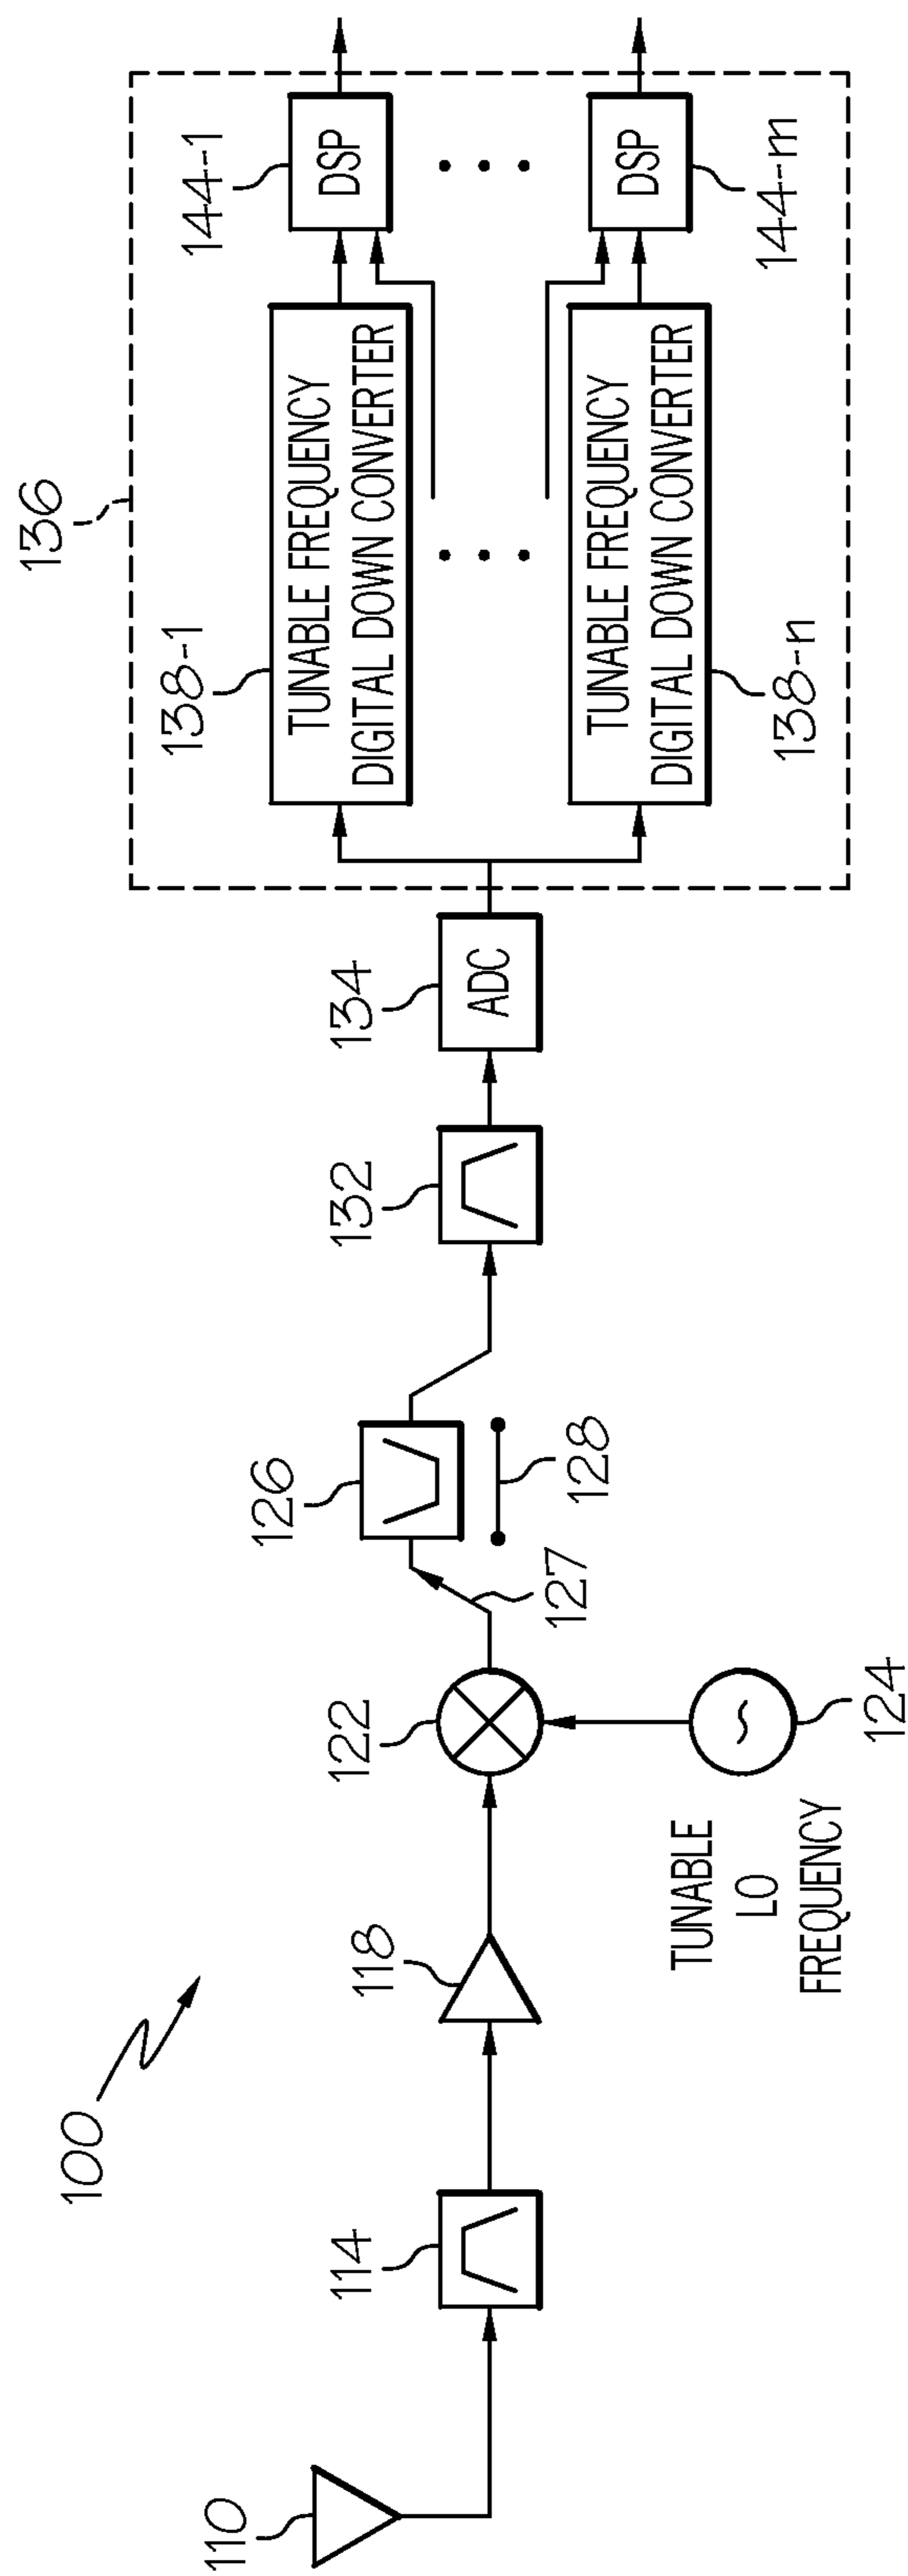 100
110
114
118
122
124
TUNABLE
LO
FREQUENCY
126
127
128
132
134
ADC
136
138-1
TUNABLE FREQUENCY
DIGITAL DOWN CONVERTER
144-1
DSP
TUNABLE FREQUENCY
DIGITAL DOWN CONVERTER
138-n
DSP
144-m